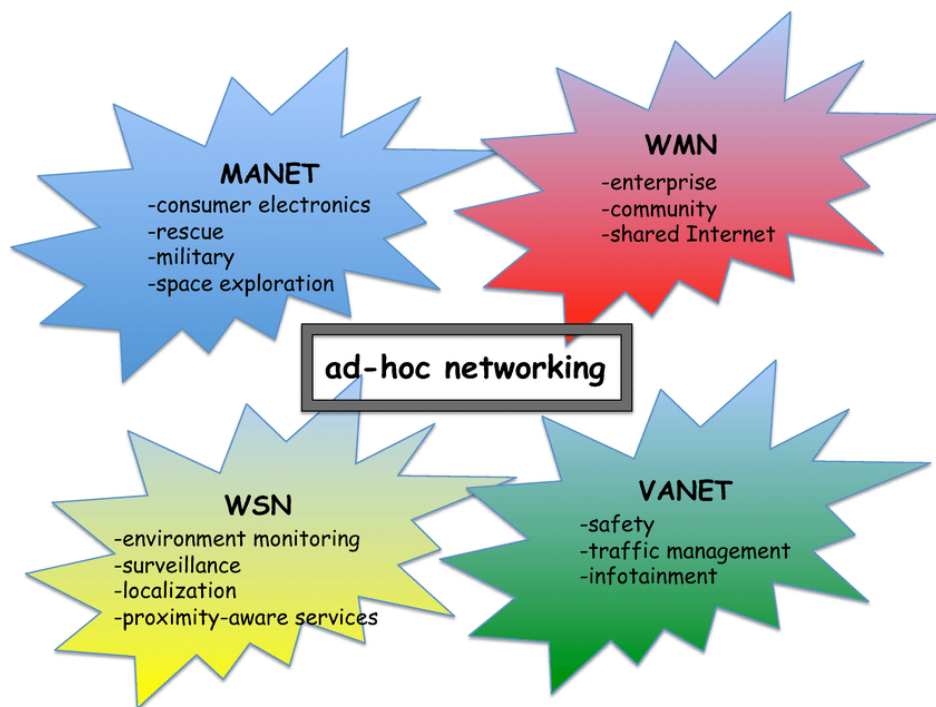 MANET
-consumer electronics
-rescue
-military
-space exploration
WMN
-enterprise
-community
-shared Internet
ad-hoc networking
WSN
-environment monitoring
-surveillance
-localization
-proximity-aware services
VANET
-safety
-traffic management
-infotainment